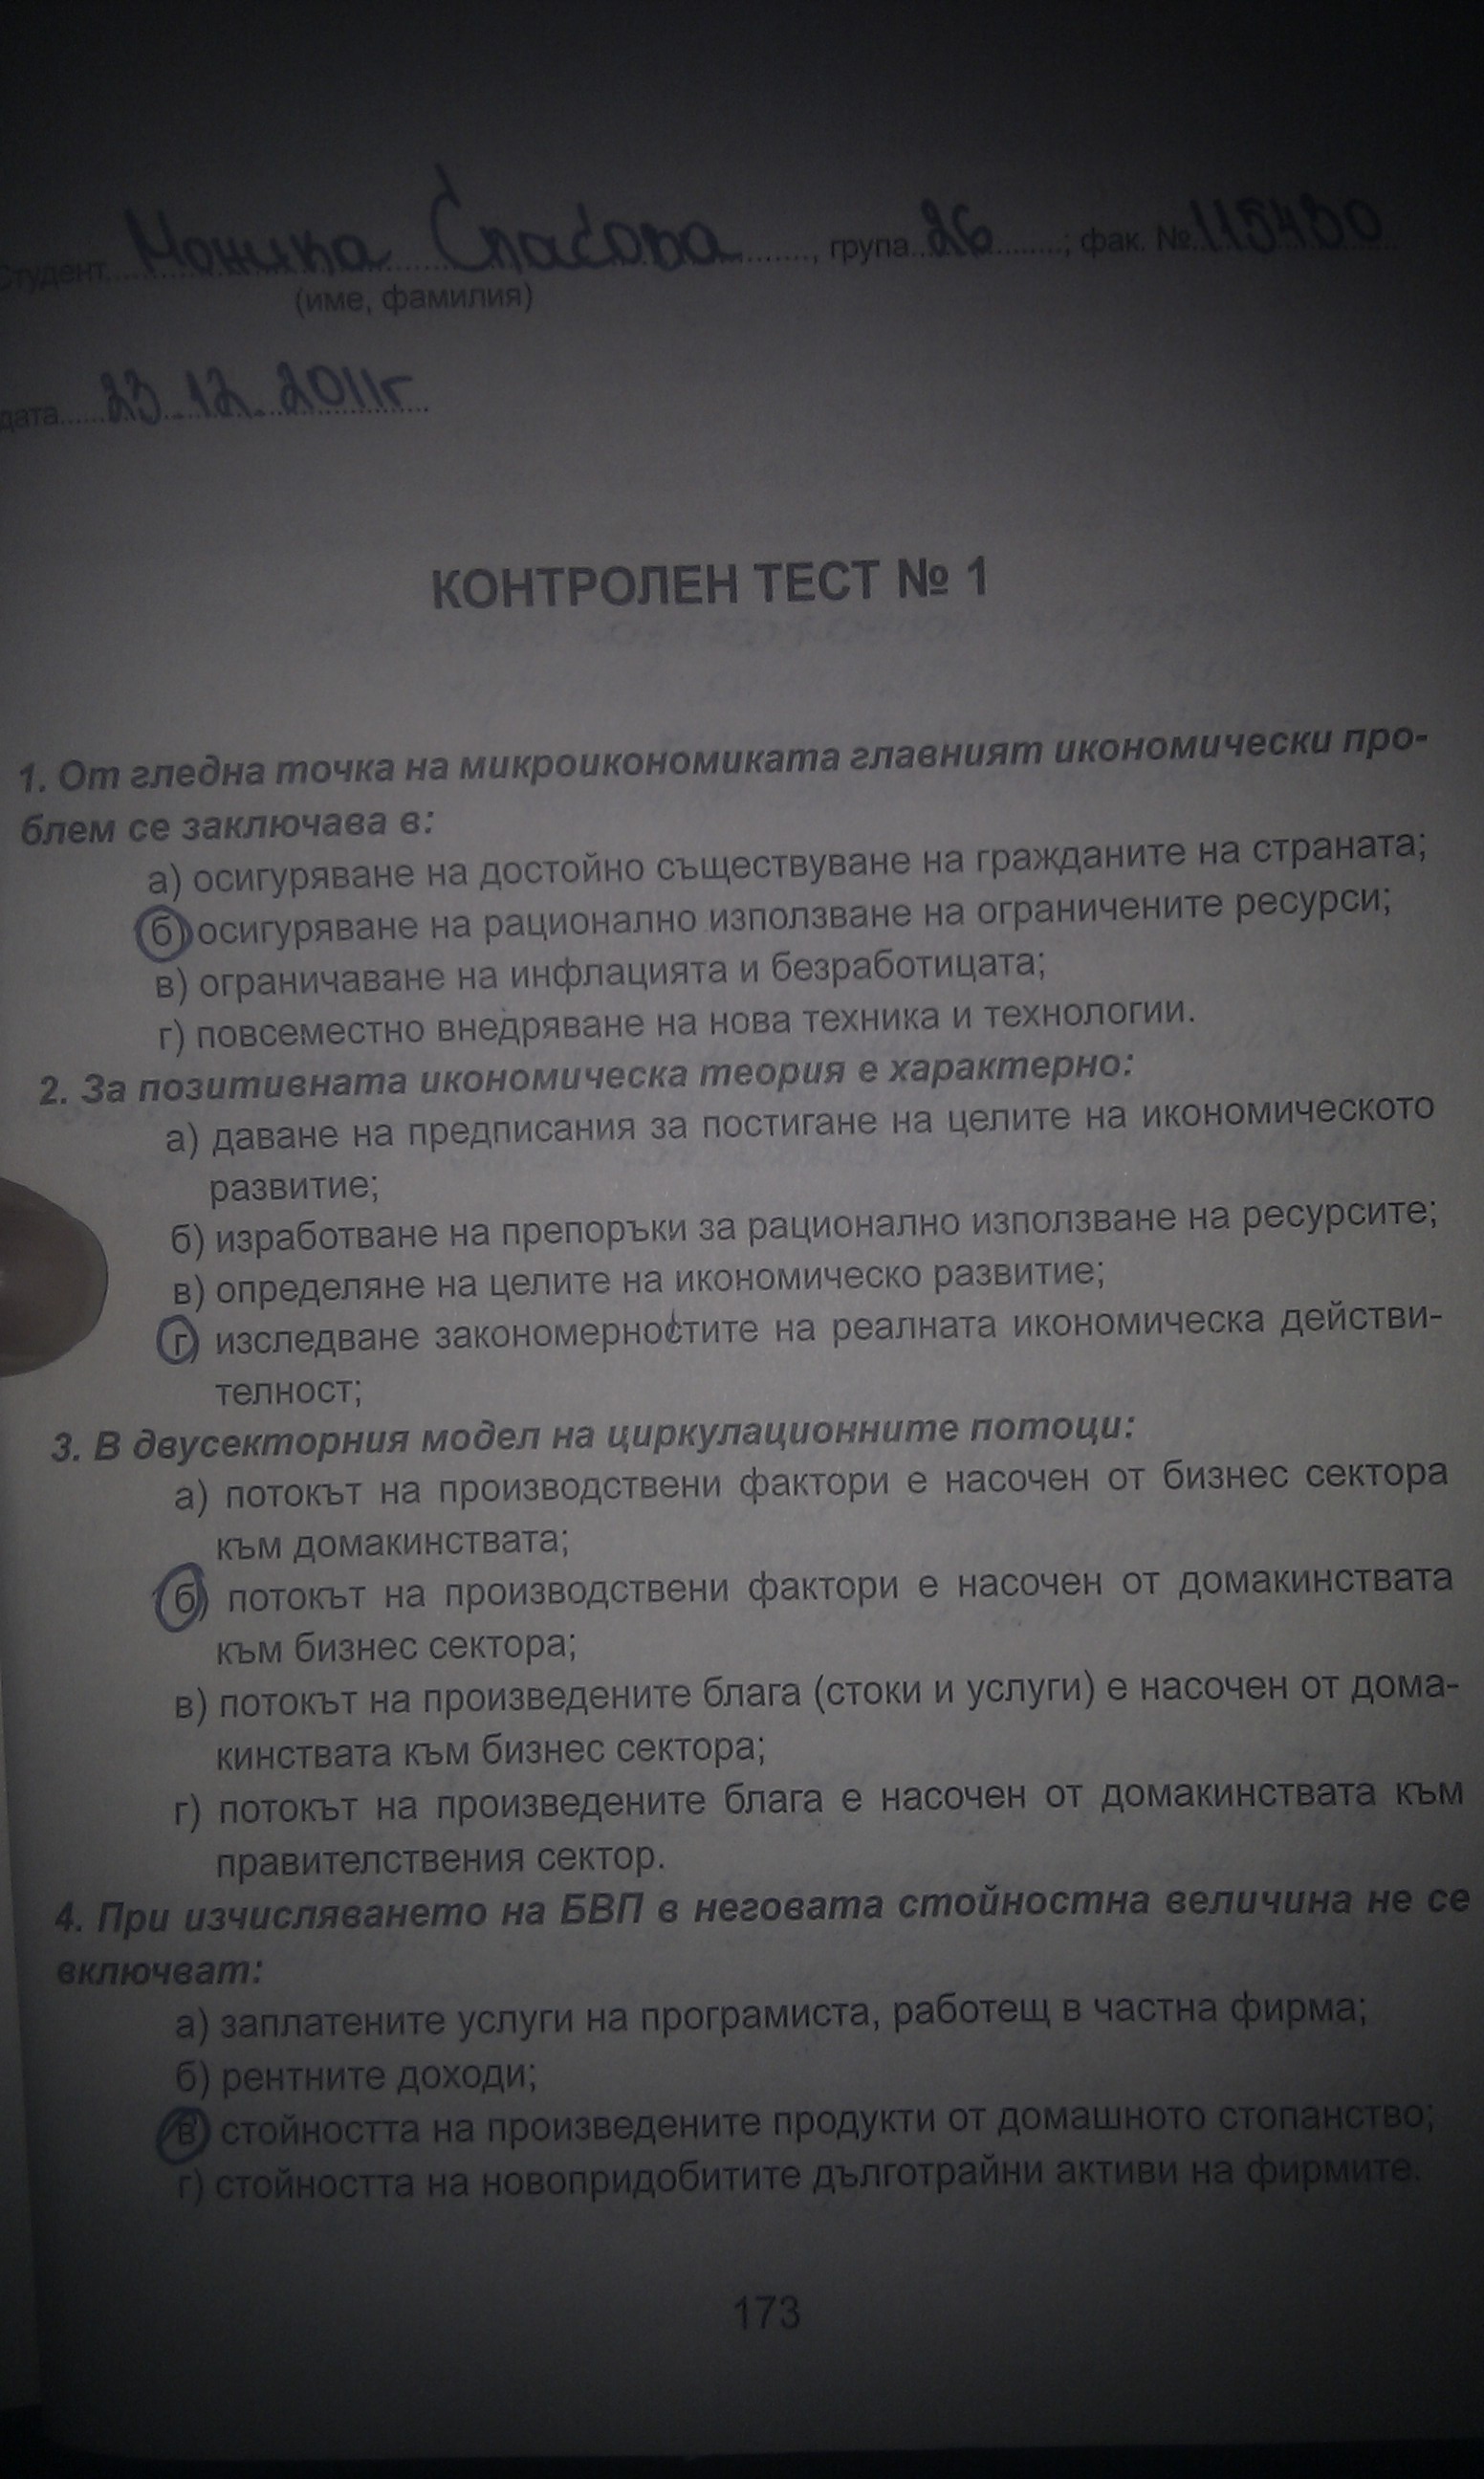 Студент Моника Спасова, група 26; фак. № 115430
(име, фамилия)
дата 23.12.2011г
КОНТРОЛЕН ТЕСТ № 1
1. От гледна точка на микроикономиката главният икономически про-
блем се заключава в:
а) осигуряване на достойно съществуване на гражданите на страната;
б) осигуряване на рационално използване на ограничените ресурси;
в) ограничаване на инфлацията и безработицата;
г) повсеместно внедряване на нова техника и технологии.
2. За позитивната икономическа теория е характерно:
а) даване на предписания за постигане на целите на икономическото
развитие;
б) изработване на препоръки за рационално използване на ресурсите;
в) определяне на целите на икономическо развитие;
г) изследване закономерностите на реалната икономическа действи-
телност;
3. В двусекторния модел на циркулационните потоци:
а) потокът на производствени фактори е насочен от бизнес сектора
към домакинствата;
б) потокът на производствени фактори е насочен от домакинствата
към бизнес сектора;
в) потокът на произведените блага (стоки и услуги) е насочен от дома-
кинствата към бизнес сектора;
г) потокът на произведените блага е насочен от домакинствата към
правителствения сектор.
4. При изчисляването на БВП в неговата стойностна величина не се
включват:
а) заплатените услуги на програмиста, работещ в частна фирма;
б) рентните доходи;
в) стойността на произведените продукти от домашното стопанство;
г) стойността на новопридобитите дълготрайни активи на фирмите.
173